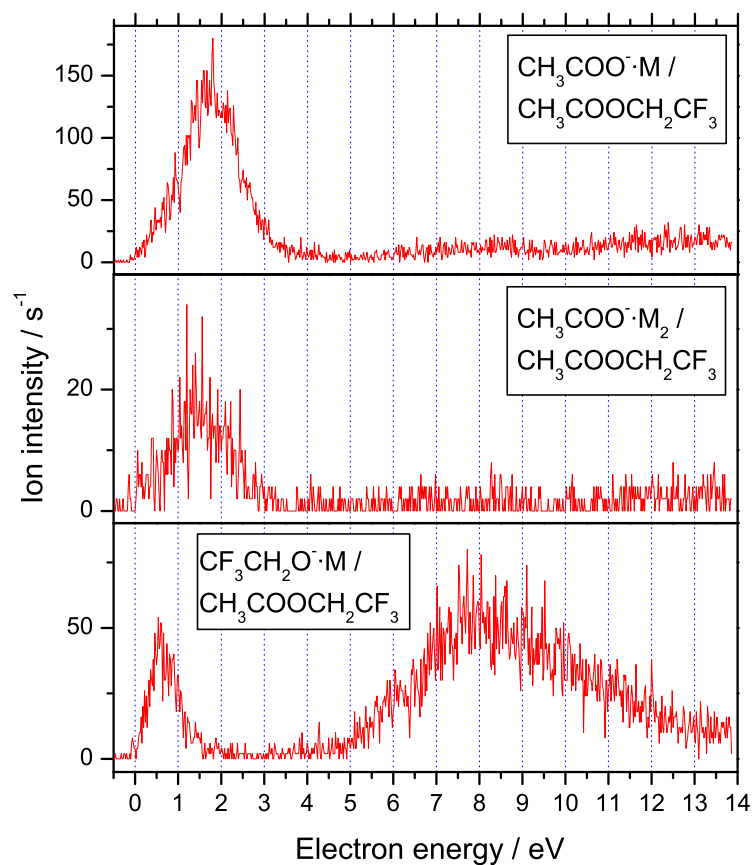 CH₃COO⁻·M /
CH₃COOCH₂CF₃
150
100
50
0
CH₃COO⁻·M₂ /
CH₃COOCH₂CF₃
20
0
CF₃CH₂O⁻·M /
CH₃COOCH₂CF₃
50
0
Ion intensity / s⁻¹
0 1 2 3 4 5 6 7 8 9 10 11 12 13 14
Electron energy / eV